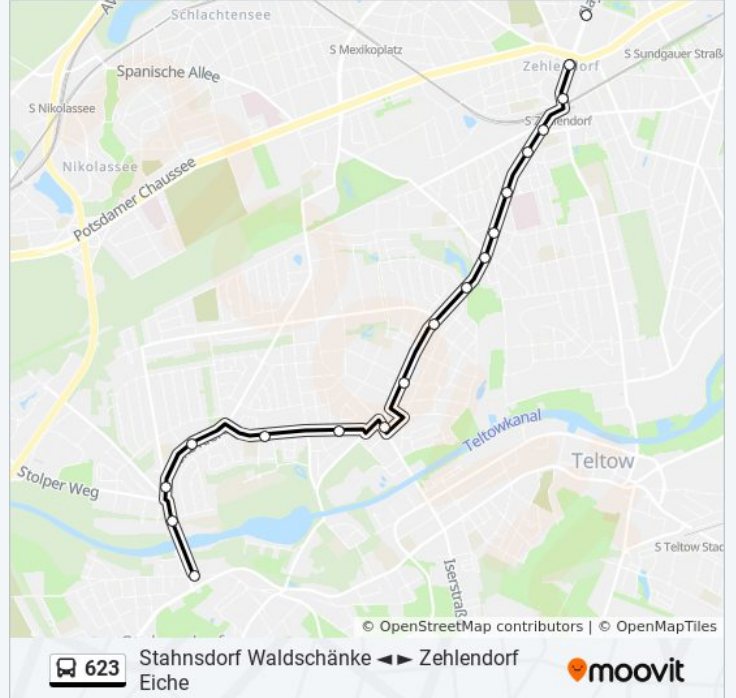 Schlachtensee
S Mexikoplatz
S Sundgauer Straß
Zehlendorf
Spanische Allee
S Nikolassee
S Zehlendorf
Nikolassee
Potsdamer Chaussee
Teltowkanal
Teltow
Stolper Weg
S Teltow Stad
Iserstraß
© OpenStreetMap contributors | © OpenMapTiles
623
Stahnsdorf Waldschänke ◄ ► Zehlendorf
Eiche
moovit